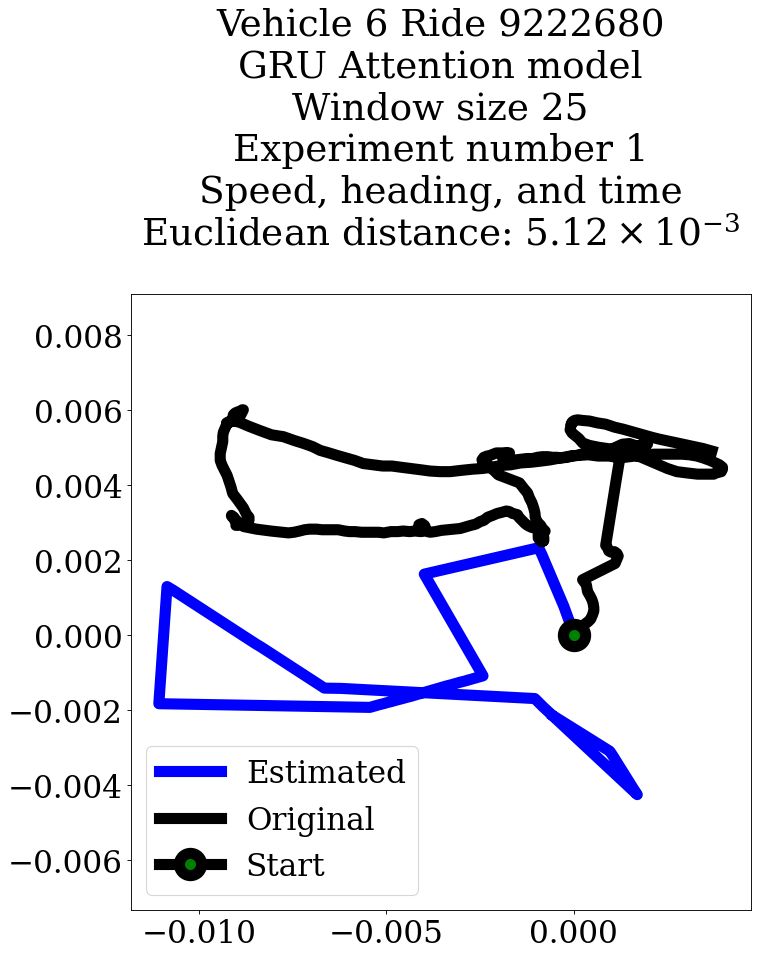 Vehicle 6 Ride 9222680
GRU Attention model
Window size 25
Experiment number 1
Speed, heading, and time
Euclidean distance: 5.12 × 10⁻³
0.008
0.006
0.004
0.002
0.000
−0.002
−0.004
−0.006
Estimated
Original
Start
−0.010 −0.005 0.000